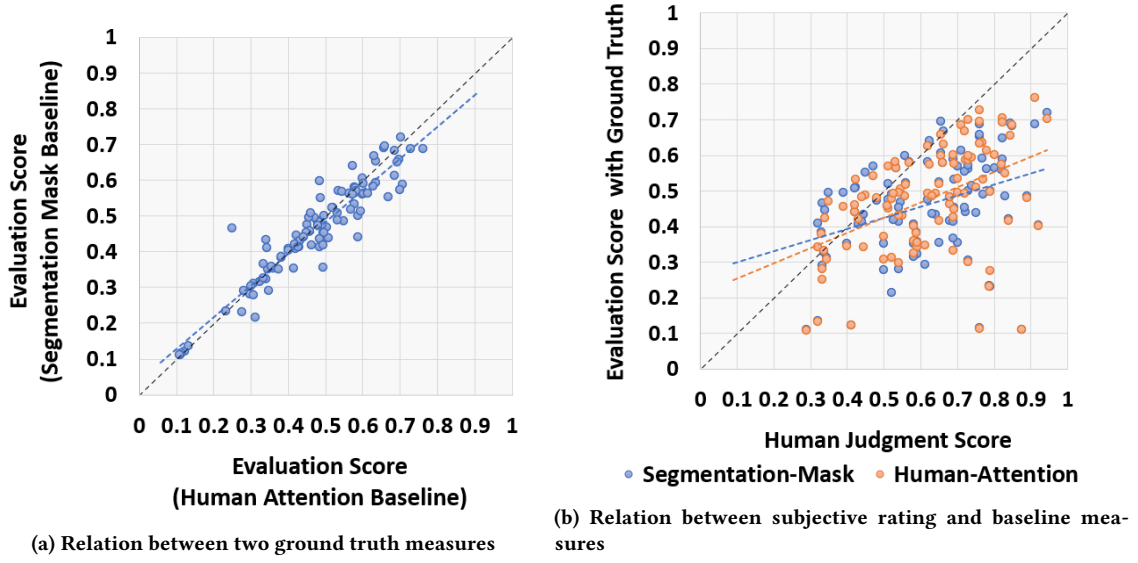 Evaluation Score
(Segmentation Mask Baseline)
1
0.9
0.8
0.7
0.6
0.5
0.4
0.3
0.2
0.1
0
0 0.1 0.2 0.3 0.4 0.5 0.6 0.7 0.8 0.9 1
Evaluation Score
(Human Attention Baseline)
(a) Relation between two ground truth measures
Evaluation Score with Ground Truth
1
0.9
0.8
0.7
0.6
0.5
0.4
0.3
0.2
0.1
0
0 0.1 0.2 0.3 0.4 0.5 0.6 0.7 0.8 0.9 1
Human Judgment Score
Segmentation-Mask Human-Attention
(b) Relation between subjective rating and baseline mea-
sures